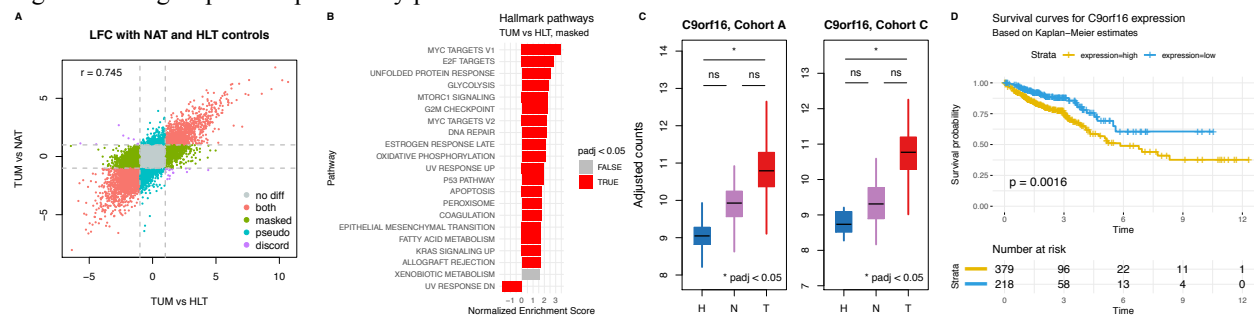 A
LFC with NAT and HLT controls
r = 0.745
TUM vs NAT
5
0
−5
no diff
both
masked
pseudo
discord
−5
0
5
10
TUM vs HLT
B
Hallmark pathways
TUM vs HLT, masked
Pathway
MYC TARGETS V1
E2F TARGETS
UNFOLDED PROTEIN RESPONSE
GLYCOLYSIS
MTORC1 SIGNALING
G2M CHECKPOINT
MYC TARGETS V2
DNA REPAIR
ESTROGEN RESPONSE LATE
OXIDATIVE PHOSPHORYLATION
UV RESPONSE UP
P53 PATHWAY
APOPTOSIS
PEROXISOME
COAGULATION
EPITHELIAL MESENCHYMAL TRANSITION
FATTY ACID METABOLISM
KRAS SIGNALING UP
ALLOGRAFT REJECTION
XENOBIOTIC METABOLISM
UV RESPONSE DN
−1 0 1 2 3
Normalized Enrichment Score
padj < 0.05
FALSE
TRUE
C
C9orf16, Cohort A
Adjusted counts
14
13
12
11
10
9
8
*
ns
ns
* padj < 0.05
H N T
C9orf16, Cohort C
13
12
11
10
9
8
7
*
ns
ns
* padj < 0.05
H N T
D
Survival curves for C9orf16 expression
Based on Kaplan−Meier estimates
Strata expression=high expression=low
Survival probability
1.00
0.75
0.50
0.25
0.00
p = 0.0016
0 3 6 9 12
Time
Number at risk
Strata
379 96 22 11 1
218 58 13 4 0
0 3 6 9 12
Time